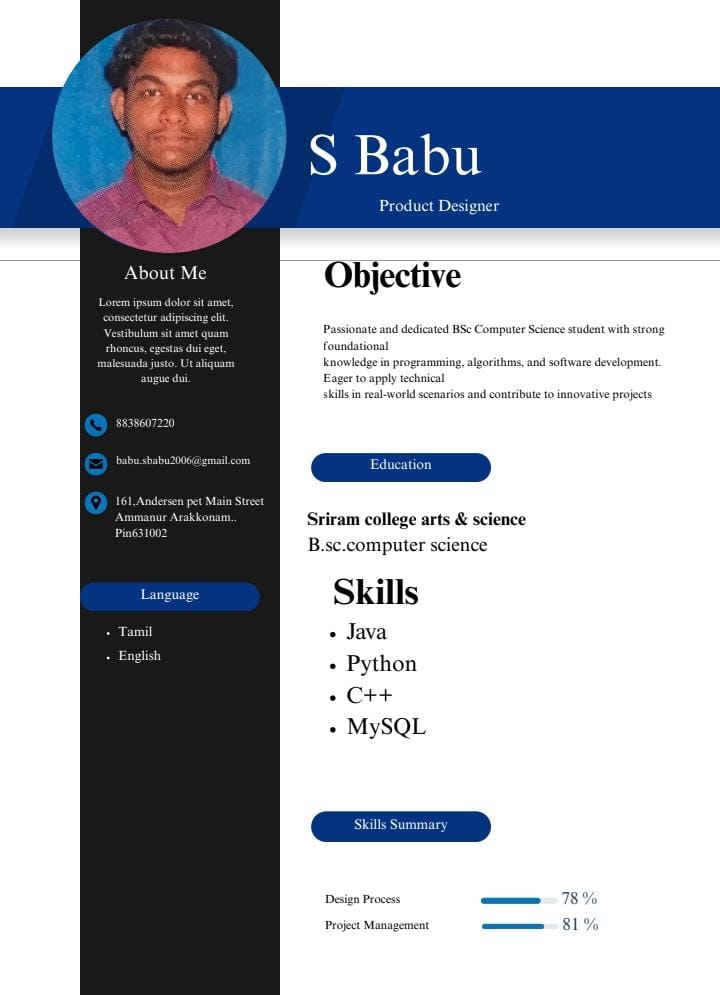 S Babu
Product Designer
About Me
Lorem ipsum dolor sit amet,
consectetur adipiscing elit.
Vestibulum sit amet quam
rhoncus, egestas dui eget,
malesuada justo. Ut aliquam
augue dui.
8838607220
babu.sbabu2006@gmail.com
161,Andersen pet Main Street
Ammanur Arakkonam..
Pin631002
Language
• Tamil
• English
Objective
Passionate and dedicated BSc Computer Science student with strong
foundational
knowledge in programming, algorithms, and software development.
Eager to apply technical
skills in real-world scenarios and contribute to innovative projects
Education
Sriram college arts & science
B.sc.computer science
Skills
• Java
• Python
• C++
• MySQL
Skills Summary
Design Process 78 %
Project Management 81 %